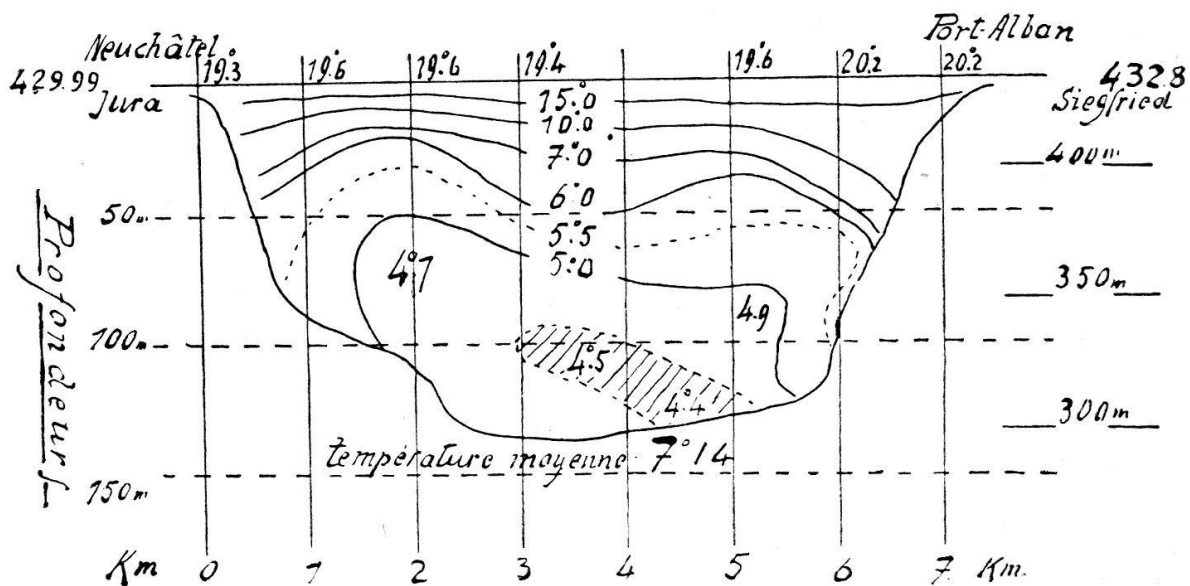 Neuchâtel
Port-Alban
19°3 19°6 19°6 19°4 19°6 20°2 20°2
429.99
432.8
Jura
Siegfried
15°0
10°0
7°0
400m
6°0
50m
5°5
5°0
4°7
350m
4.9
100m
4°5
4°4
300m
température moyenne 7°14
150m
Profondeurs
Km 0 1 2 3 4 5 6 7 Km.